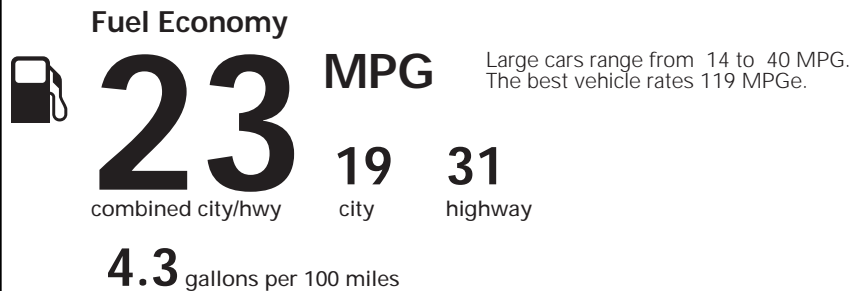 Fuel Economy
23 MPG
Large cars range from 14 to 40 MPG.
The best vehicle rates 119 MPGe.
19 31
combined city/hwy city highway
4.3 gallons per 100 miles